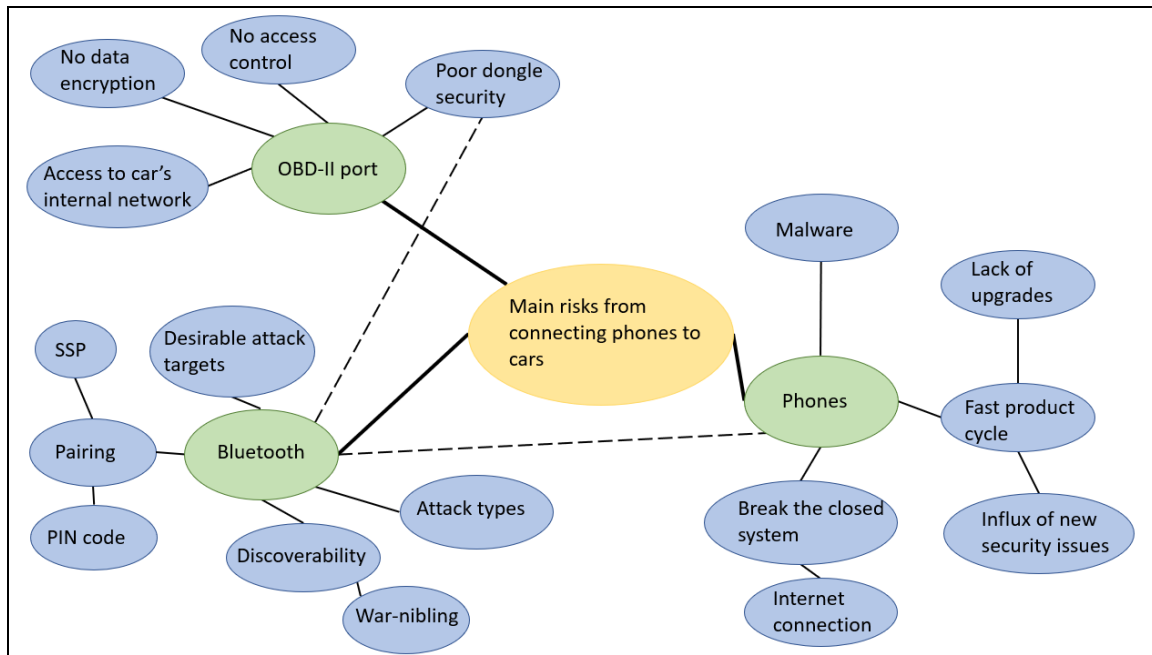 No access
control
No data
encryption
Poor dongle
security
Access to car's
internal network
OBD-II port
Malware
Lack of
upgrades
Main risks from
connecting phones to
cars
SSP
Desirable attack
targets
Phones
Fast product
cycle
Pairing
Bluetooth
Attack types
Break the closed
system
Influx of new
security issues
PIN code
Discoverability
War-nibling
Internet
connection